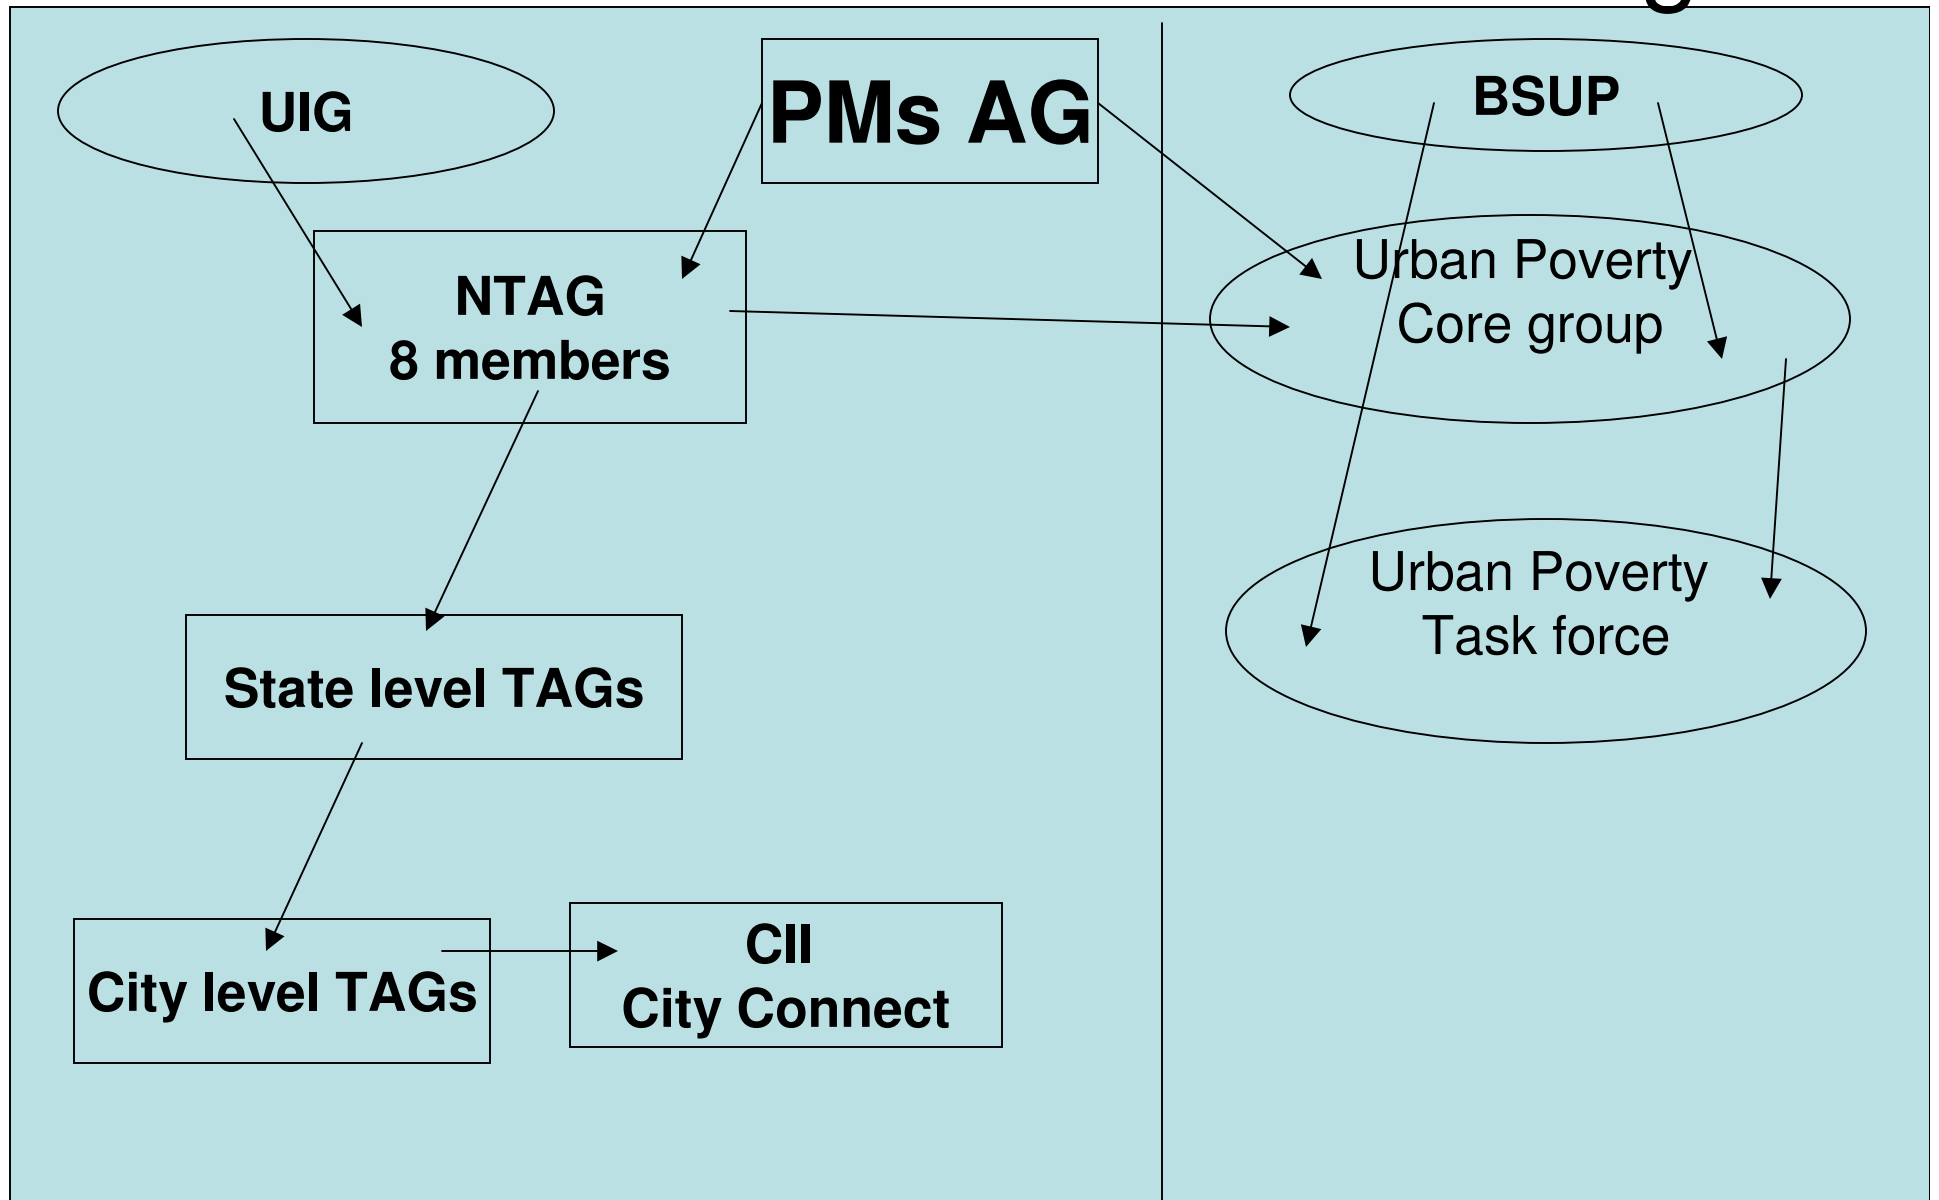 UIG
PMs AG
BSUP
NTAG
8 members
Urban Poverty
Core group
State level TAGs
Urban Poverty
Task force
City level TAGs
CII
City Connect